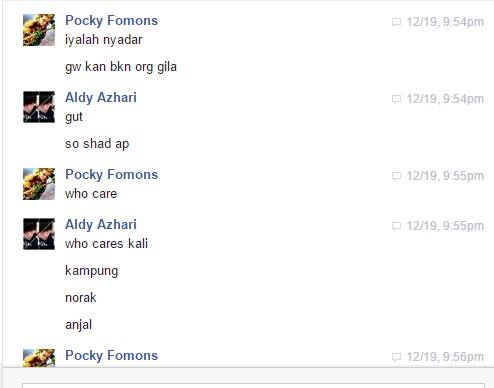 Pocky Fomons 12/19, 9:54pm
iyalah nyadar
gw kan bkn org gila
Aldy Azhari 12/19, 9:54pm
gut
so shad ap
Pocky Fomons 12/19, 9:55pm
who care
Aldy Azhari 12/19, 9:55pm
who cares kali
kampung
norak
anjal
Pocky Fomons 12/19, 9:56pm